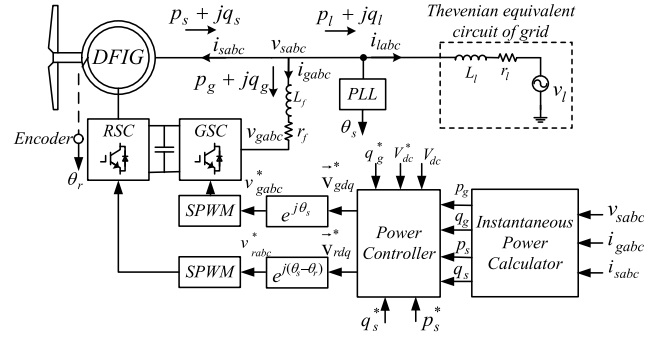 p_s + jq_s
p_l + jq_l
Thevenian equivalent
circuit of grid
DFIG
i_sabc
v_sabc
i_labc
p_g + jq_g
i_gabc
L_f
r_f
L_l
r_l
v_l
PLL
θ_s
Encoder
θ_r
RSC
GSC
v_gabc
q_g^*
V_dc^*
V_dc
v_gabc^*
v_gdq^*
SPWM
e^jθ_s
v_rabc^*
v_rdq^*
SPWM
e^j(θ_s-θ_r)
Power
Controller
p_g
q_g
p_s
q_s
Instantaneous
Power
Calculator
v_sabc
i_gabc
i_sabc
q_s^*
p_s^*